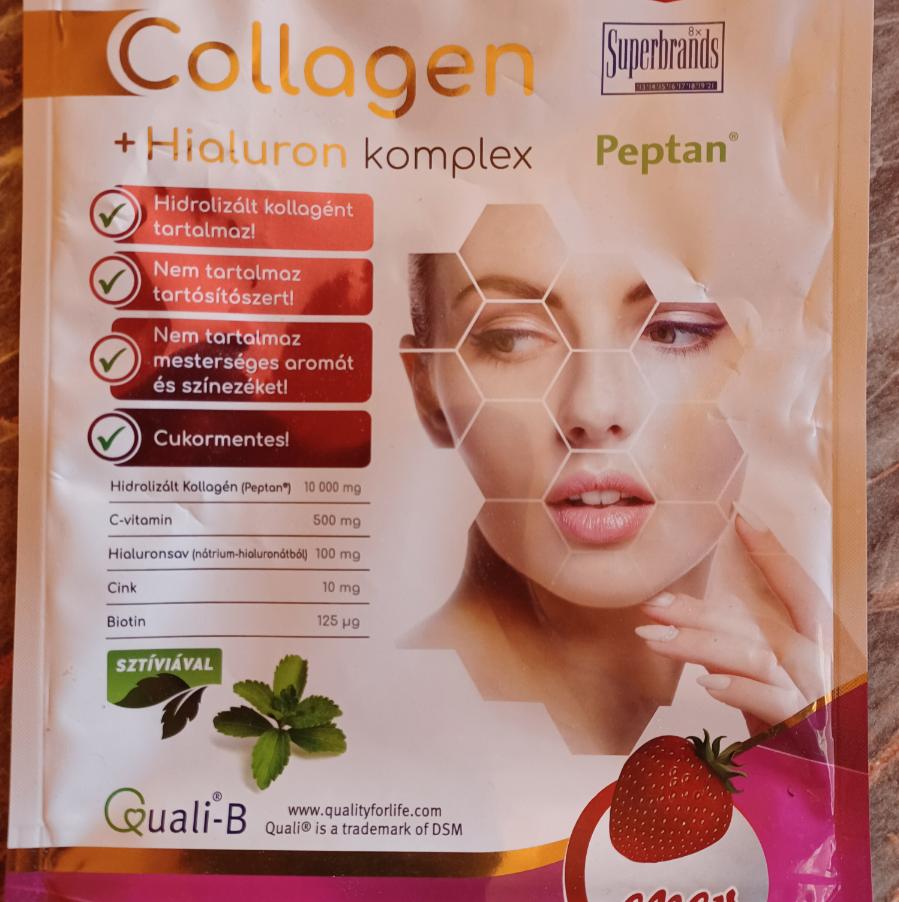 Collagen
+ Hialuron komplex
8x
Superbrands
Peptan®
Hidrolizált kollagént
tartalmaz!
Nem tartalmaz
tartósítószert!
Nem tartalmaz
mesterséges aromát
és színezéket!
Cukormentes!
Hidrolizált Kollagén (Peptan®) 10 000 mg
C-vitamin 500 mg
Hialuronsav (nátrium-hialuronátból) 100 mg
Cink 10 mg
Biotin 125 µg
SZTÍVIÁVAL
Quali®-B
www.qualityforlife.com
Quali® is a trademark of DSM